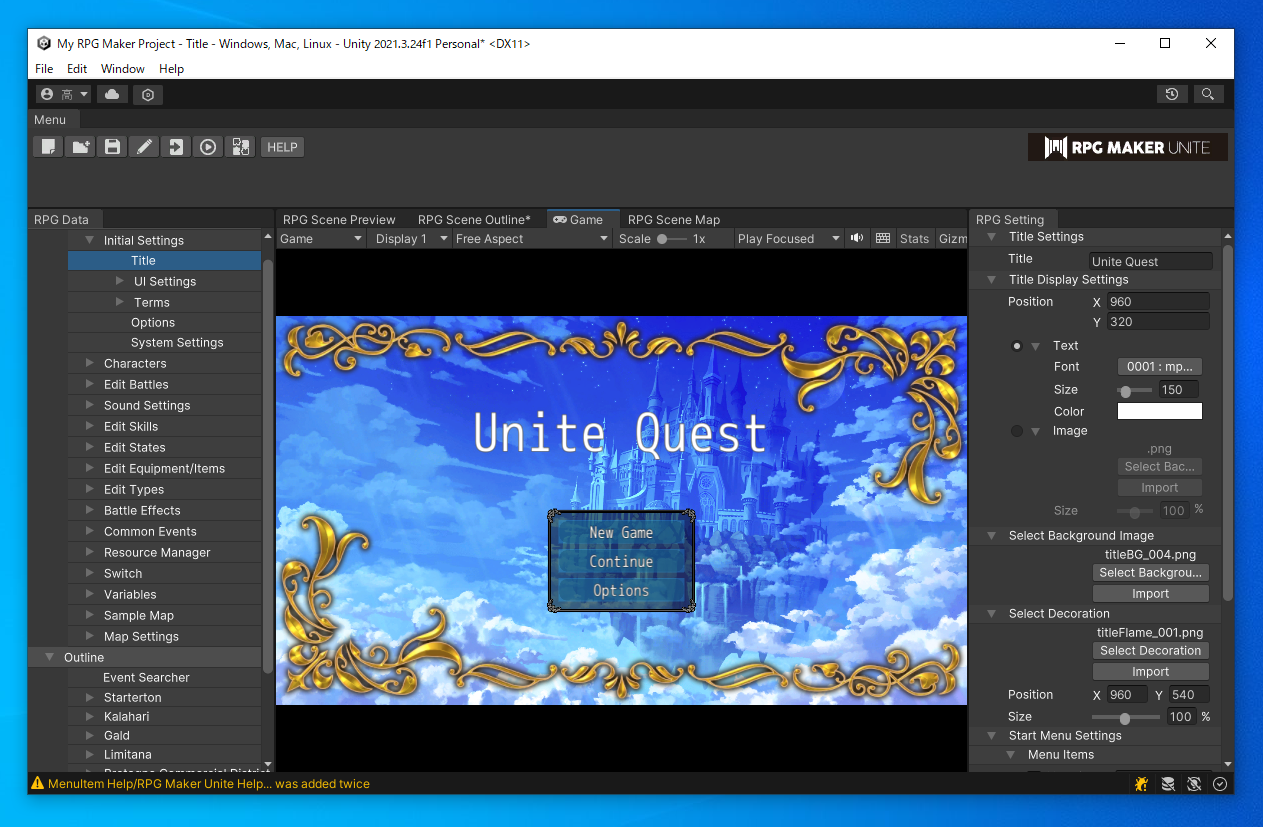 My RPG Maker Project - Title - Windows, Mac, Linux - Unity 2021.3.24f1 Personal* <DX11>
File Edit Window Help
高
Menu
HELP
RPG MAKER UNITE
RPG Data
Initial Settings
Title
UI Settings
Terms
Options
System Settings
Characters
Edit Battles
Sound Settings
Edit Skills
Edit States
Edit Equipment/Items
Edit Types
Battle Effects
Common Events
Resource Manager
Switch
Variables
Sample Map
Map Settings
Outline
Event Searcher
Starterton
Kalahari
Gald
Limitana
RPG Scene Preview RPG Scene Outline* Game RPG Scene Map
Game Display 1 Free Aspect Scale 1x Play Focused Stats Gizm
Unite Quest
New Game
Continue
Options
RPG Setting
Title Settings
Title Unite Quest
Title Display Settings
Position X 960
Y 320
Text
Font 0001 : mp...
Size 150
Color
Image
.png
Select Bac...
Import
Size 100 %
Select Background Image
titleBG_004.png
Select Backgrou...
Import
Select Decoration
titleFlame_001.png
Select Decoration
Import
Position X 960 Y 540
Size 100 %
Start Menu Settings
Menu Items
MenuItem Help/RPG Maker Unite Help... was added twice